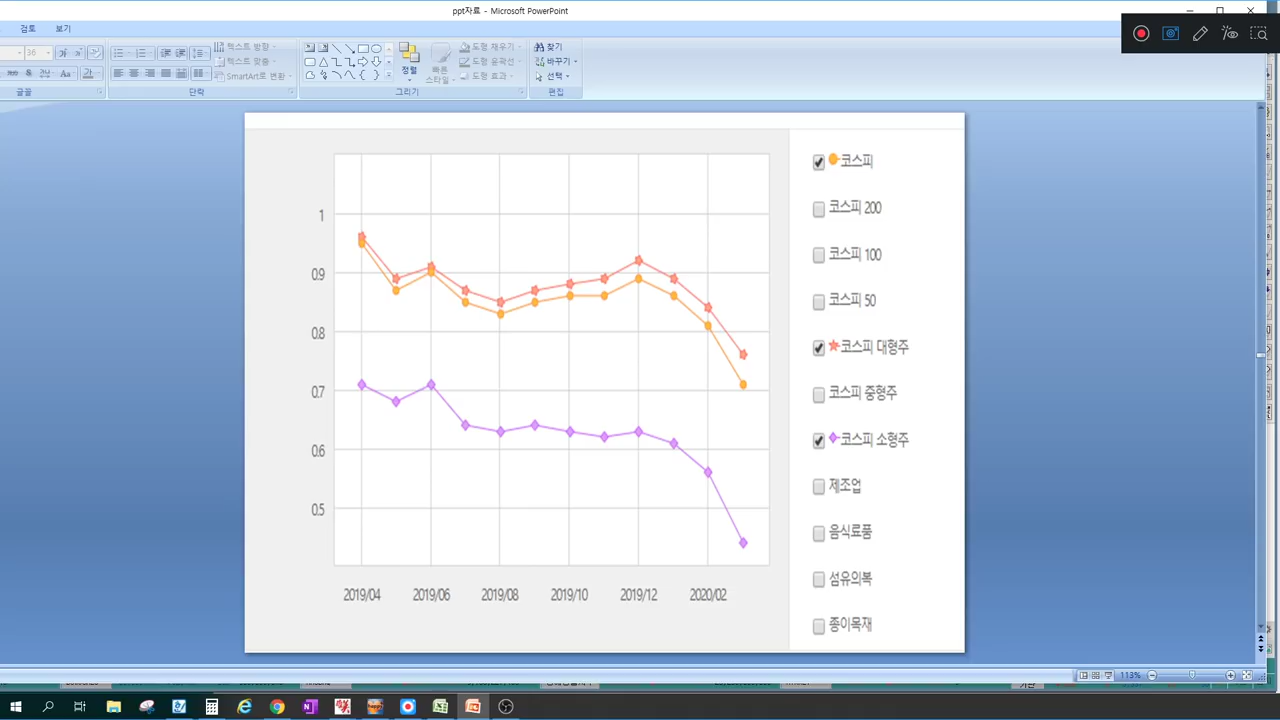 ppt자료 - Microsoft PowerPoint
검토 보기
36
텍스트 방향
도형 채우기
찾기
텍스트 맞춤
도형 윤곽선
바꾸기
SmartArt로 변환
정렬
빠른
스타일
도형 효과
선택
글꼴 단락 그리기 편집
코스피
코스피 200
코스피 100
코스피 50
코스피 대형주
코스피 중형주
코스피 소형주
제조업
음식료품
섬유의복
종이목재
1
0.9
0.8
0.7
0.6
0.5
2019/04 2019/06 2019/08 2019/10 2019/12 2020/02
113%